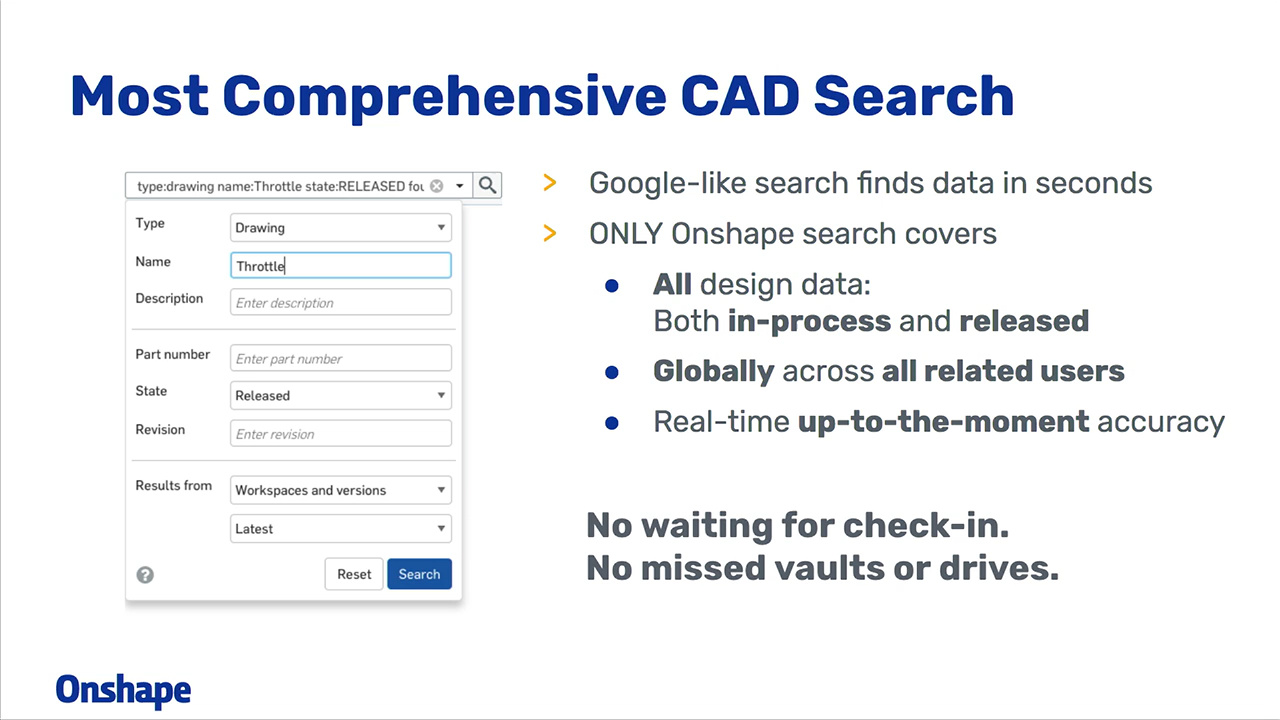 Most Comprehensive CAD Search
type:drawing name:Throttle state:RELEASED fou
Type
Drawing
Name
Throttle
Description
Enter description
Part number
Enter part number
State
Released
Revision
Enter revision
Results from
Workspaces and versions
Latest
?
Reset
Search
> Google-like search finds data in seconds
> ONLY Onshape search covers
• All design data:
Both in-process and released
• Globally across all related users
• Real-time up-to-the-moment accuracy
No waiting for check-in.
No missed vaults or drives.
Onshape